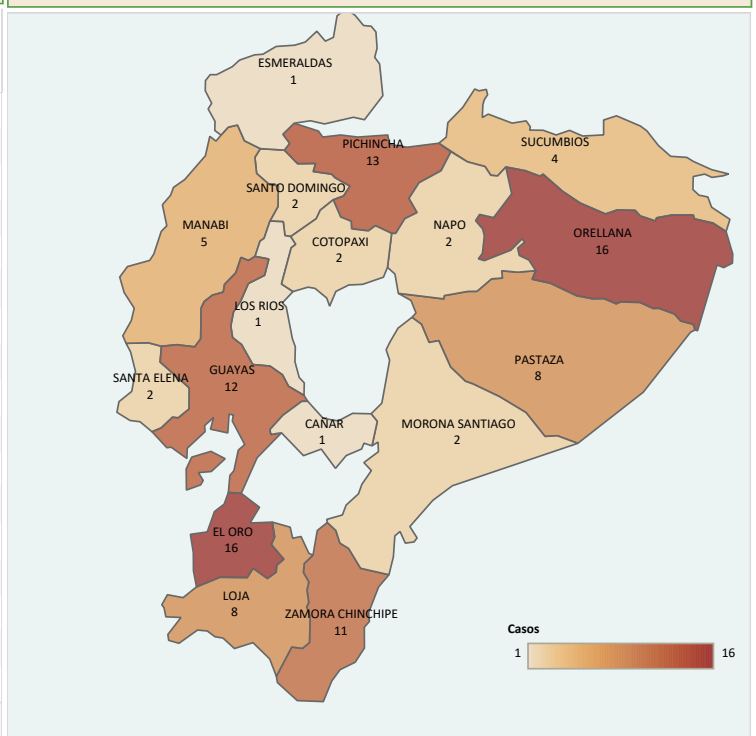 ESMERALDAS
1
PICHINCHA
13
SUCUMBIOS
4
SANTO DOMINGO
2
MANABI
5
COTOPAXI
2
NAPO
2
ORELLANA
16
LOS RIOS
1
PASTAZA
8
SANTA ELENA
2
GUAYAS
12
CAÑAR
1
MORONA SANTIAGO
2
EL ORO
16
LOJA
8
ZAMORA CHINCHIPE
11
Casos
1 16